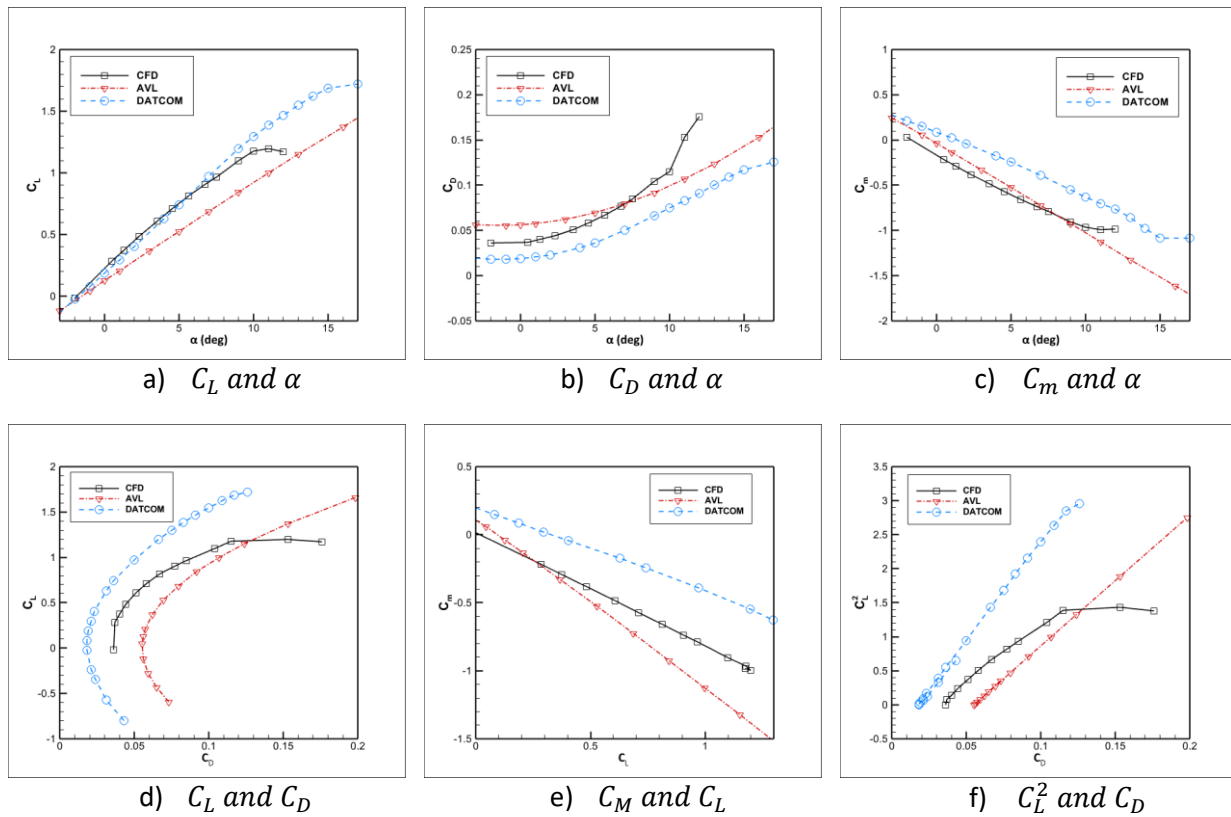 2
1.5
1
0.5
0
C_L
CFD
AVL
DATCOM
0 5 10 15
α (deg)
a) C_L and α
0.25
0.2
0.15
0.1
0.05
0
-0.05
C_D
CFD
AVL
DATCOM
0 5 10 15
α (deg)
b) C_D and α
1
0.5
0
-0.5
-1
-1.5
-2
C_m
CFD
AVL
DATCOM
0 5 10 15
α (deg)
c) C_m and α
2
1.5
1
0.5
0
-0.5
-1
C_L
CFD
AVL
DATCOM
0 0.05 0.1 0.15 0.2
C_D
d) C_L and C_D
0.5
0
-0.5
-1
-1.5
C_m
CFD
AVL
DATCOM
0 0.5 1
C_L
e) C_M and C_L
3.5
3
2.5
2
1.5
1
0.5
0
-0.5
C_L^2
CFD
AVL
DATCOM
0 0.05 0.1 0.15 0.2
C_D
f) C_L^2 and C_D